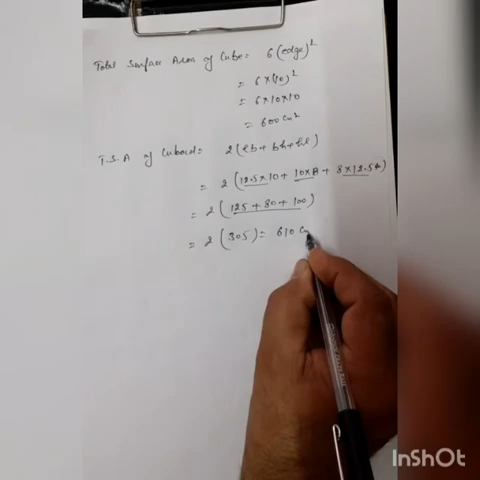 Total Surface Area of Cube = 6 (edge)²
= 6 × (10)²
= 6×10×10
= 600 cm²
T.S.A of Cuboid = 2 (lb + bh + hl)
= 2 (12.5×10 + 10×8 + 8×12.5)
= 2 (125 + 80 + 100)
= 2 (305) = 610 cm
InShOt